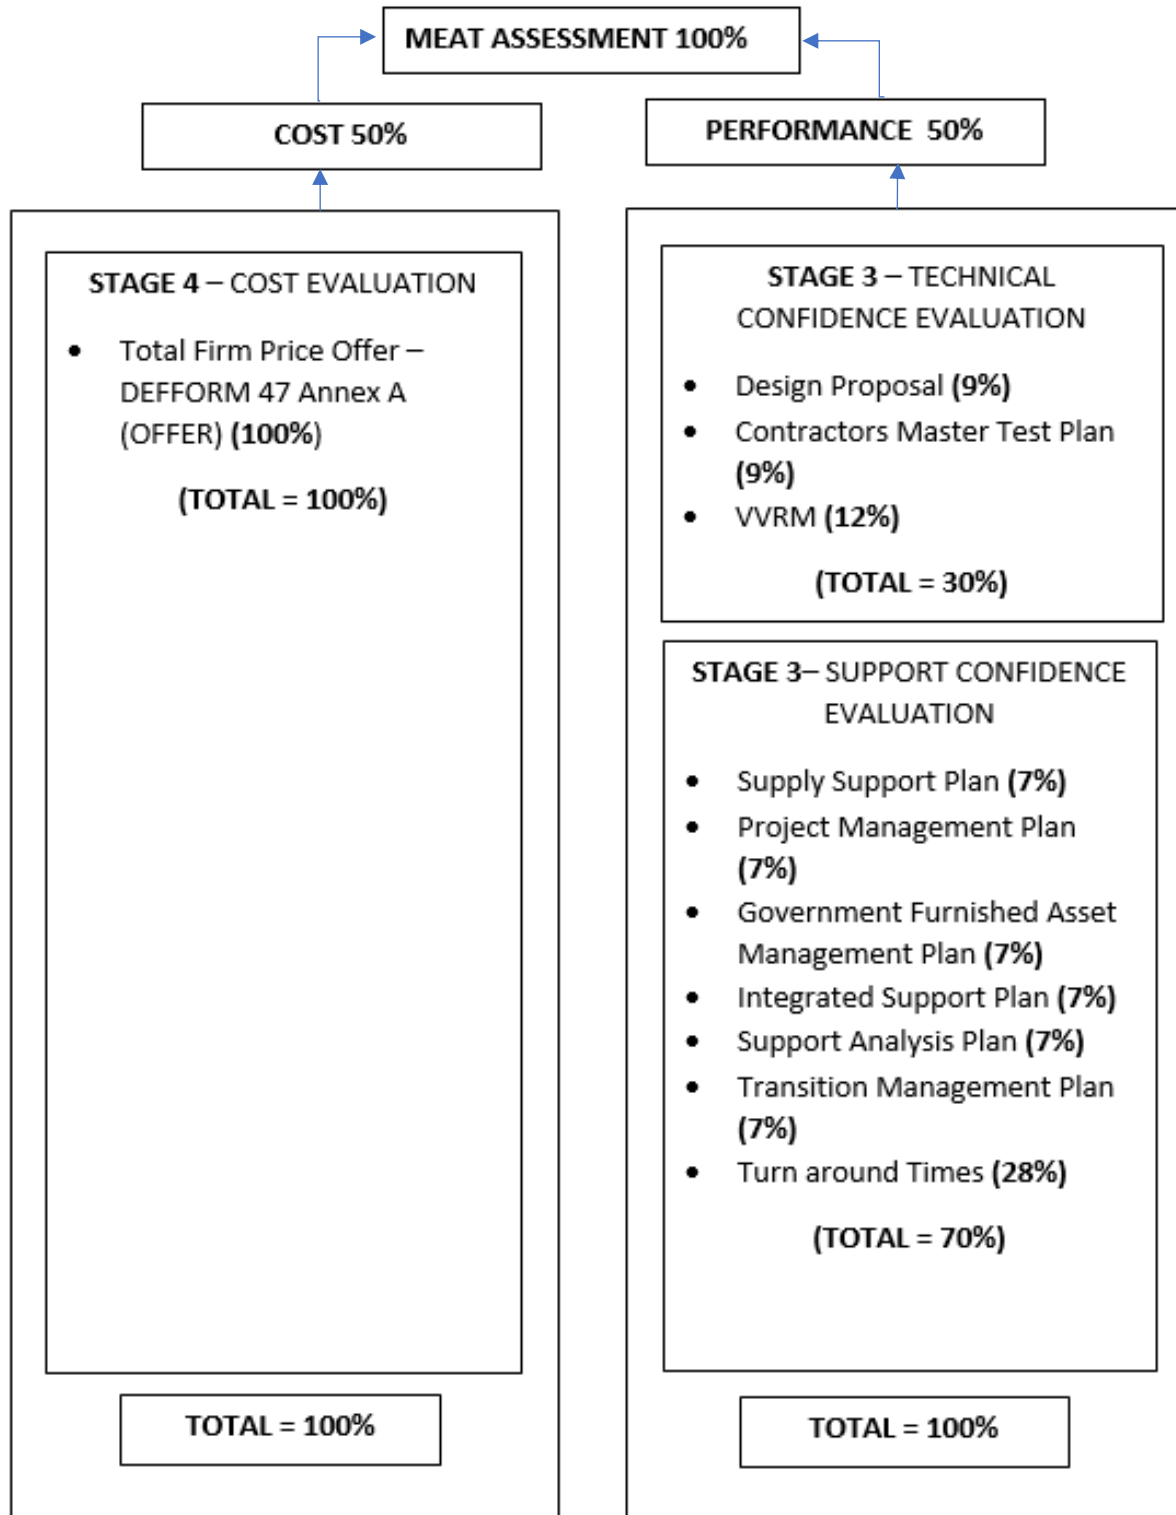 MEAT ASSESSMENT 100%
COST 50%
PERFORMANCE 50%
STAGE 4 – COST EVALUATION
• Total Firm Price Offer –
DEFFORM 47 Annex A
(OFFER) (100%)
(TOTAL = 100%)
TOTAL = 100%
STAGE 3 – TECHNICAL
CONFIDENCE EVALUATION
• Design Proposal (9%)
• Contractors Master Test Plan
(9%)
• VVRM (12%)
(TOTAL = 30%)
STAGE 3– SUPPORT CONFIDENCE
EVALUATION
• Supply Support Plan (7%)
• Project Management Plan
(7%)
• Government Furnished Asset
Management Plan (7%)
• Integrated Support Plan (7%)
• Support Analysis Plan (7%)
• Transition Management Plan
(7%)
• Turn around Times (28%)
(TOTAL = 70%)
TOTAL = 100%